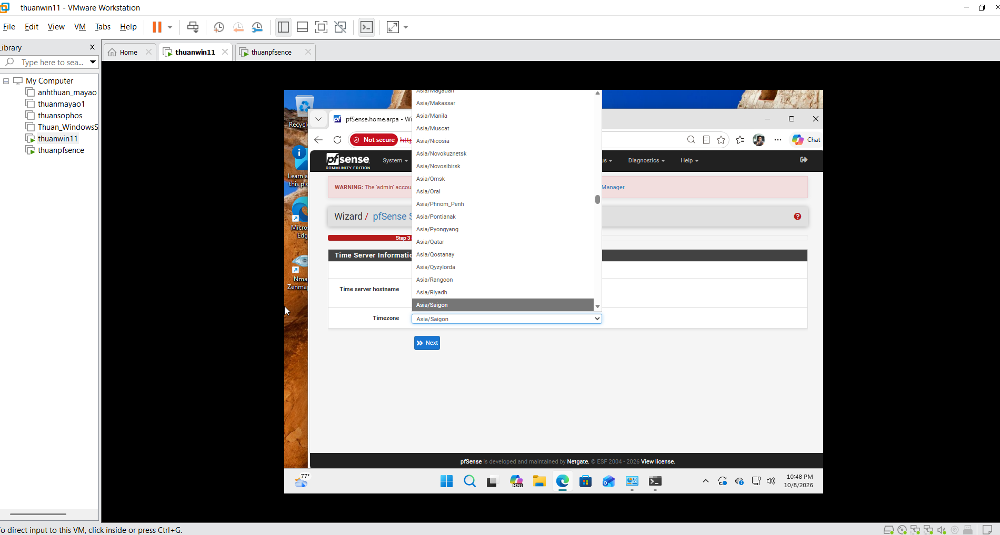 thuanwin11 - VMware Workstation
File Edit View VM Tabs Help
Library
Home
thuanwin11
thuanpfsence
Type here to sea...
My Computer
anhthuan_mayao
thuanmayao1
thuansophos
Thuan_WindowsS
thuanwin11
thuanpfsence
Asia/Magadan
Asia/Makassar
Asia/Manila
Asia/Muscat
Asia/Nicosia
Asia/Novokuznetsk
Asia/Novosibirsk
Asia/Omsk
Asia/Oral
Asia/Phnom_Penh
Asia/Pontianak
Asia/Pyongyang
Asia/Qatar
Asia/Qostanay
Asia/Qyzylorda
Asia/Rangoon
Asia/Riyadh
Asia/Saigon
pfSense.home.arpa - Wi
Not secure http
Chat
pfsense
COMMUNITY EDITION
System
us Diagnostics Help
WARNING: The 'admin' accou
Manager.
Wizard / pfSense S
Step 3
Time Server Informatio
Time server hostname
Timezone Asia/Saigon
Next
pfSense is developed and maintained by Netgate. © ESF 2004 - 2026 View license.
Recycle
Learn a
this pic
Micro
Edg
Nma
Zenma
77°
M365
10:48 PM
10/8/2026
o direct input to this VM, click inside or press Ctrl+G.